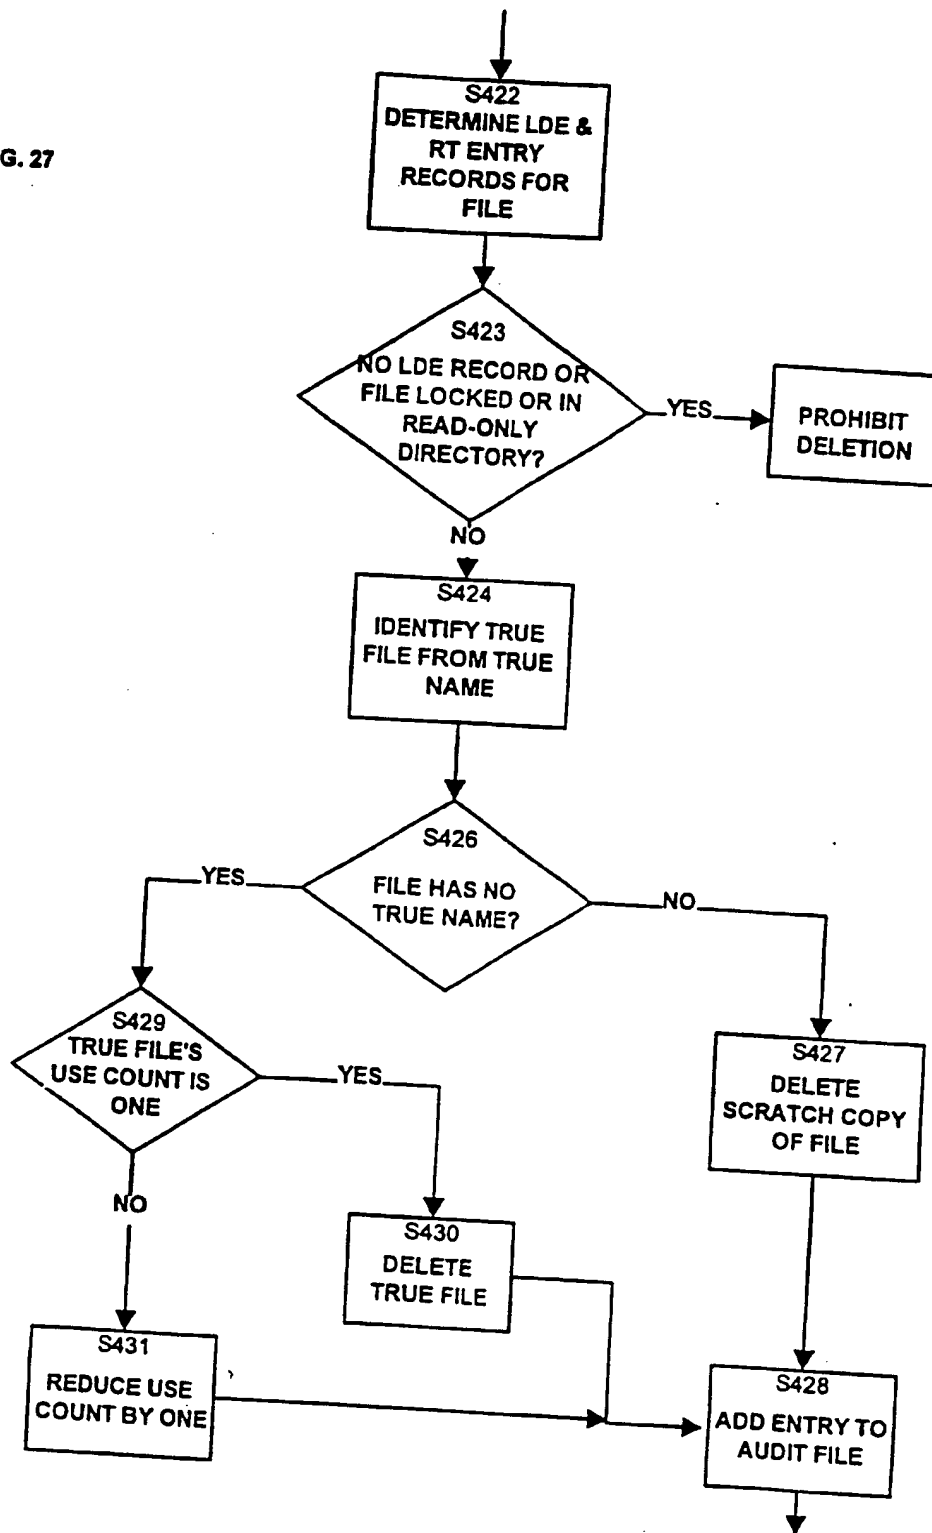 G. 27
S422
DETERMINE LDE &
RT ENTRY
RECORDS FOR
FILE
S423
NO LDE RECORD OR
FILE LOCKED OR IN
READ-ONLY
DIRECTORY?
YES
PROHIBIT
DELETION
NO
S424
IDENTIFY TRUE
FILE FROM TRUE
NAME
S426
FILE HAS NO
TRUE NAME?
YES
NO
S429
TRUE FILE'S
USE COUNT IS
ONE
YES
NO
S427
DELETE
SCRATCH COPY
OF FILE
S430
DELETE
TRUE FILE
S431
REDUCE USE
COUNT BY ONE
S428
ADD ENTRY TO
AUDIT FILE